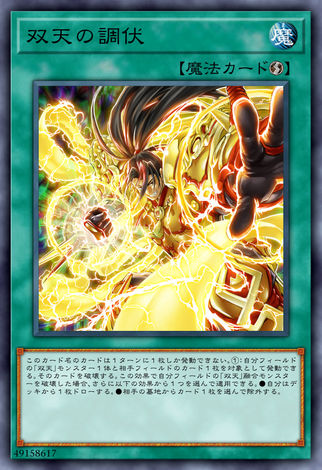 双天の調伏
魔
【魔法カード】
このカード名のカードは1ターンに1枚しか発動できない。①:自分フィールド
の「双天」モンスター1体と相手フィールドのカード1枚を対象として発動でき
る。そのカードを破壊する。この効果で自分フィールドの「双天」融合モンスタ
ーを破壊した場合、さらに以下の効果から1つを選んで適用できる。●自分はデ
ッキから1枚ドローする。●相手の墓地からカード1枚を選んで除外する。
49158617